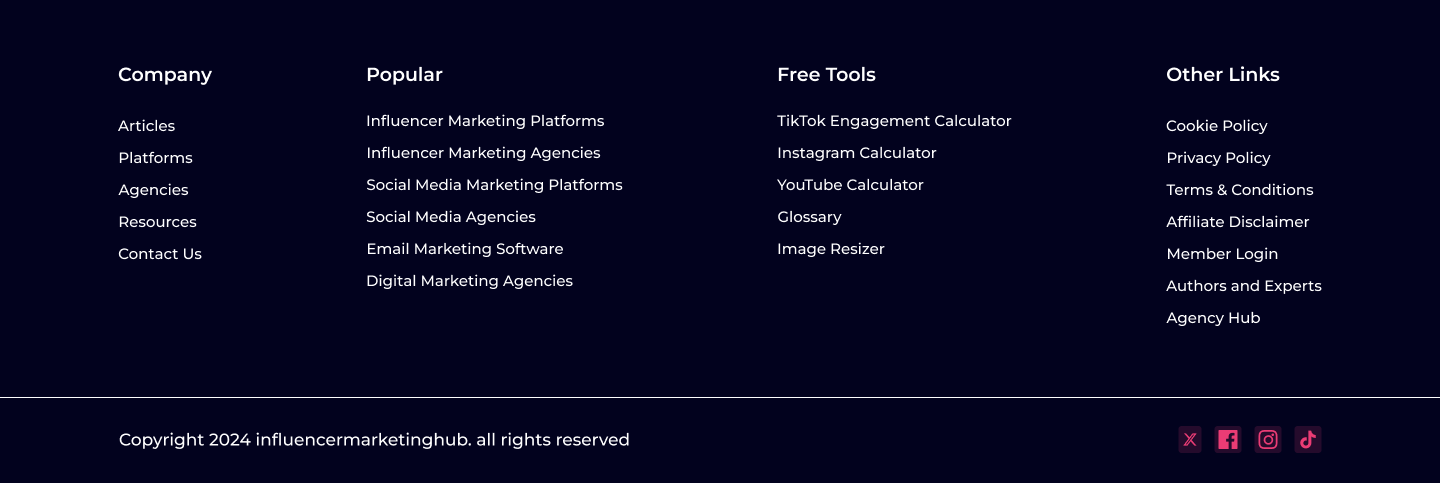 Company
Articles
Platforms
Agencies
Resources
Contact Us
Popular
Influencer Marketing Platforms
Influencer Marketing Agencies
Social Media Marketing Platforms
Social Media Agencies
Email Marketing Software
Digital Marketing Agencies
Free Tools
TikTok Engagement Calculator
Instagram Calculator
YouTube Calculator
Glossary
Image Resizer
Other Links
Cookie Policy
Privacy Policy
Terms & Conditions
Affiliate Disclaimer
Member Login
Authors and Experts
Agency Hub
Copyright 2024 influencermarketinghub. all rights reserved